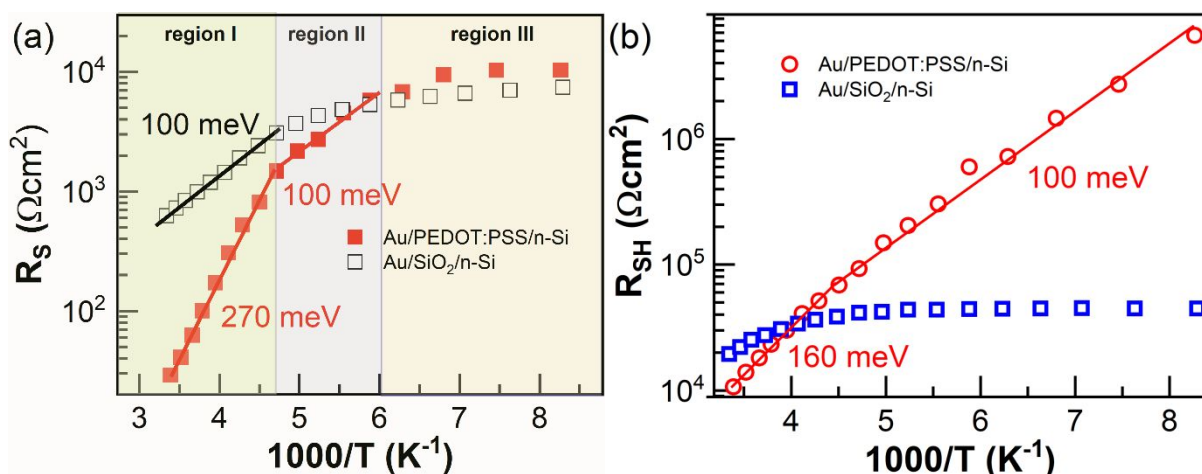 (a)
region I
region II
region III
10⁴
10³
10²
R_S (Ωcm²)
100 meV
100 meV
270 meV
Au/PEDOT:PSS/n-Si
Au/SiO₂/n-Si
3 4 5 6 7 8
1000/T (K⁻¹)
(b)
Au/PEDOT:PSS/n-Si
Au/SiO₂/n-Si
10⁶
10⁵
10⁴
R_SH (Ωcm²)
100 meV
160 meV
4 5 6 7 8
1000/T (K⁻¹)